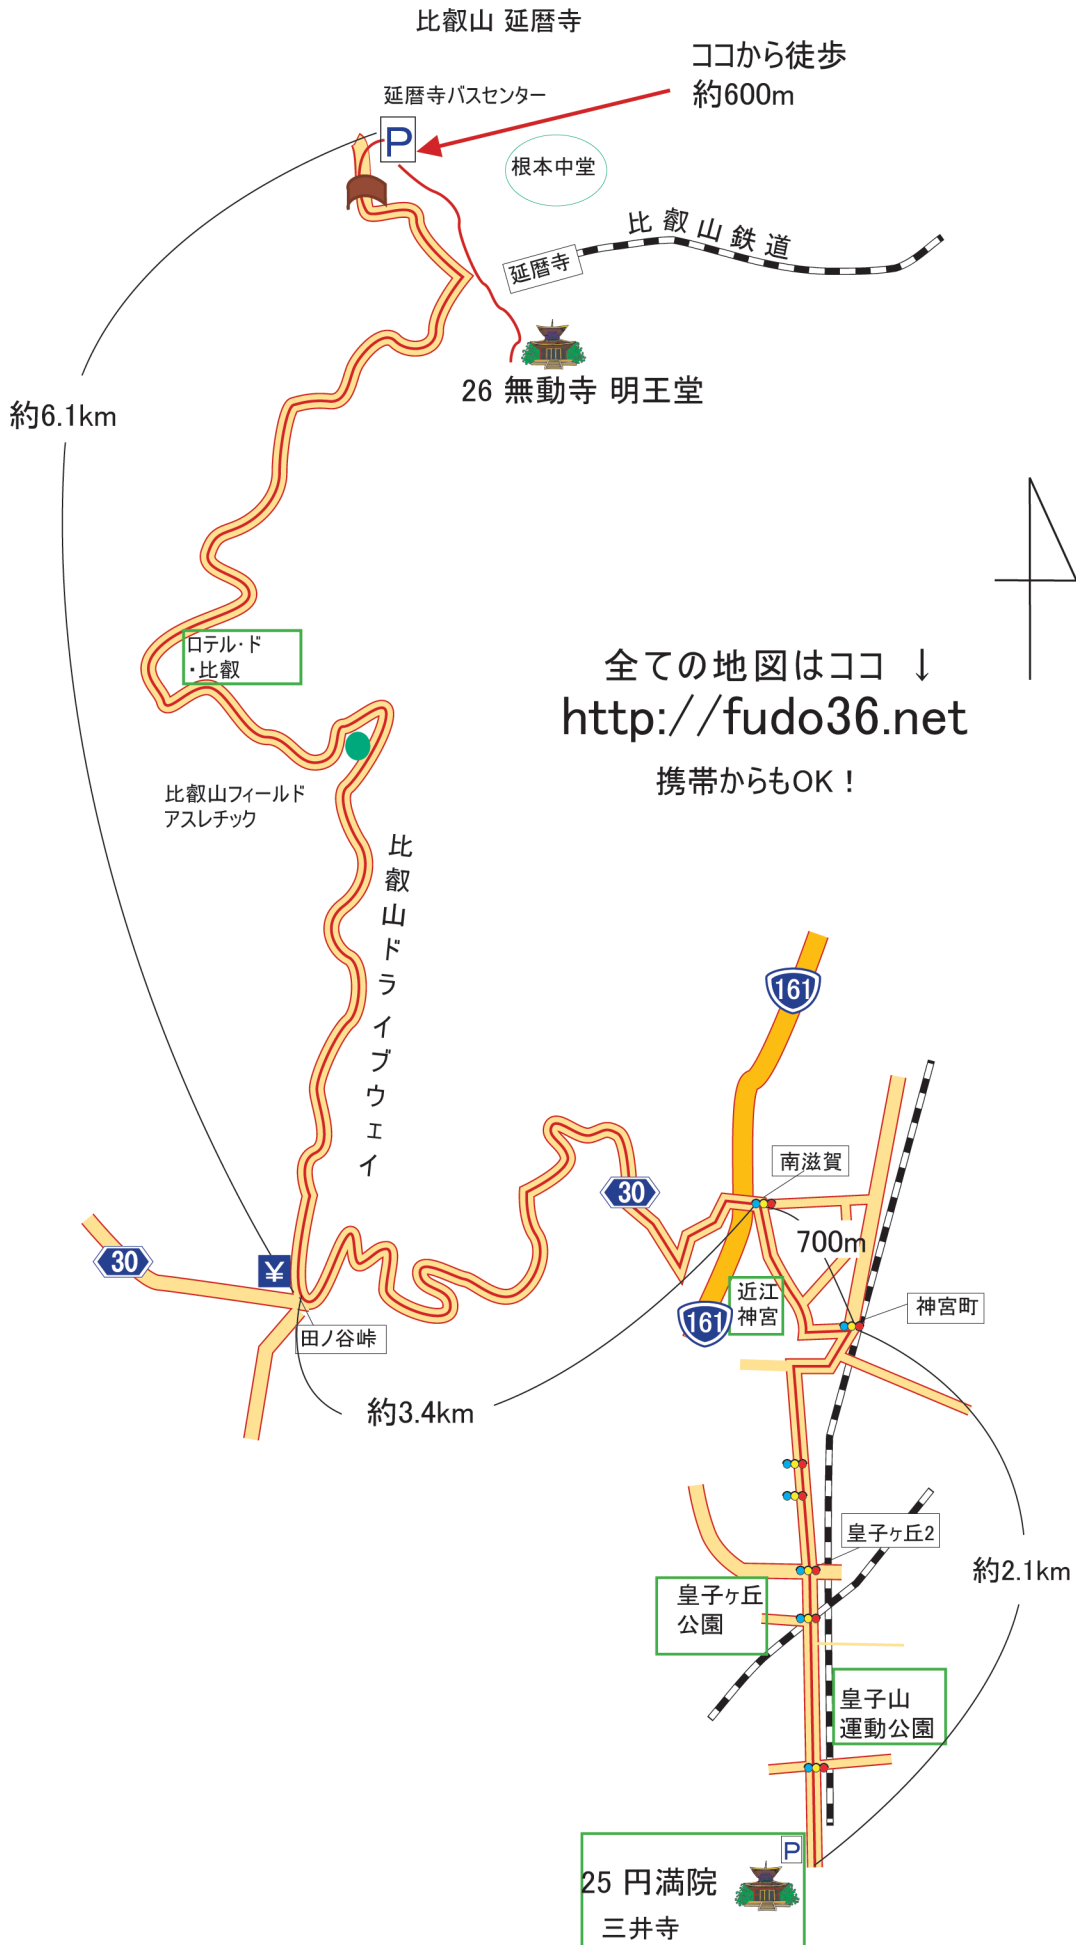 比叡山 延暦寺
ココから徒歩
約600m
延暦寺バスセンター
P
根本中堂
比叡山鉄道
延暦寺
26 無動寺 明王堂
約6.1km
ロテル・ド
・比叡
全ての地図はココ ↓
http://fudo36.net
携帯からもOK！
比叡山フィールド
アスレチック
比叡山ドライブウェイ
161
南滋賀
30
700m
30
¥
近江
神宮
161
神宮町
田ノ谷峠
約3.4km
皇子ヶ丘2
約2.1km
皇子ヶ丘
公園
皇子山
運動公園
P
25 円満院
三井寺